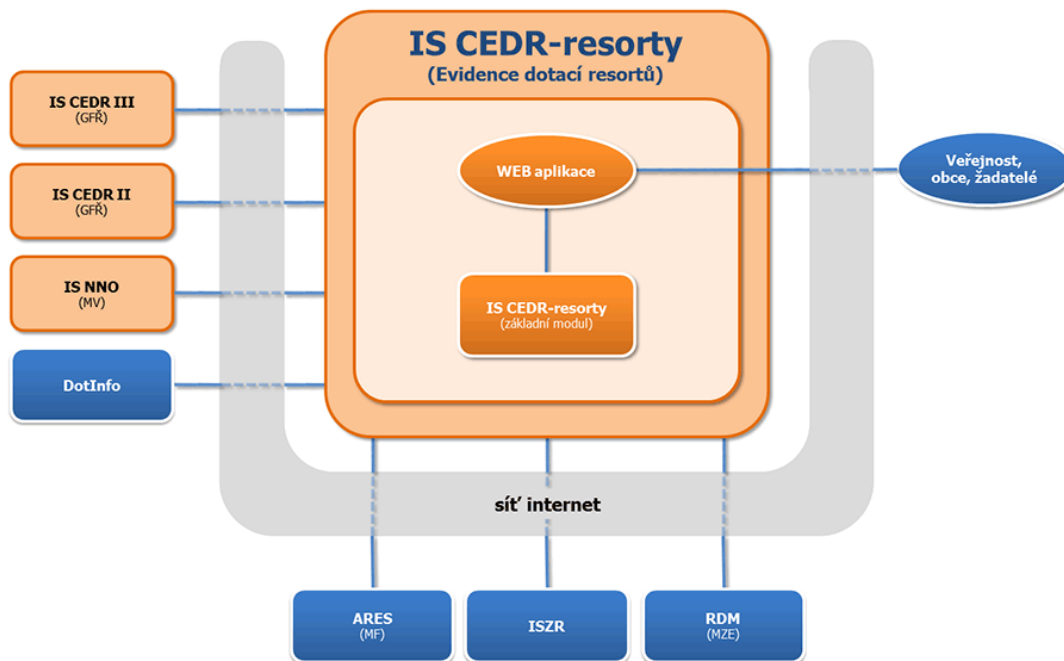 IS CEDR-resorty
(Evidence dotací resortů)
IS CEDR III
(GFŘ)
IS CEDR II
(GFŘ)
IS NNO
(MV)
DotInfo
WEB aplikace
IS CEDR-resorty
(základní modul)
Veřejnost,
obce, žadatelé
síť internet
ARES
(MF)
ISZR
RDM
(MZE)